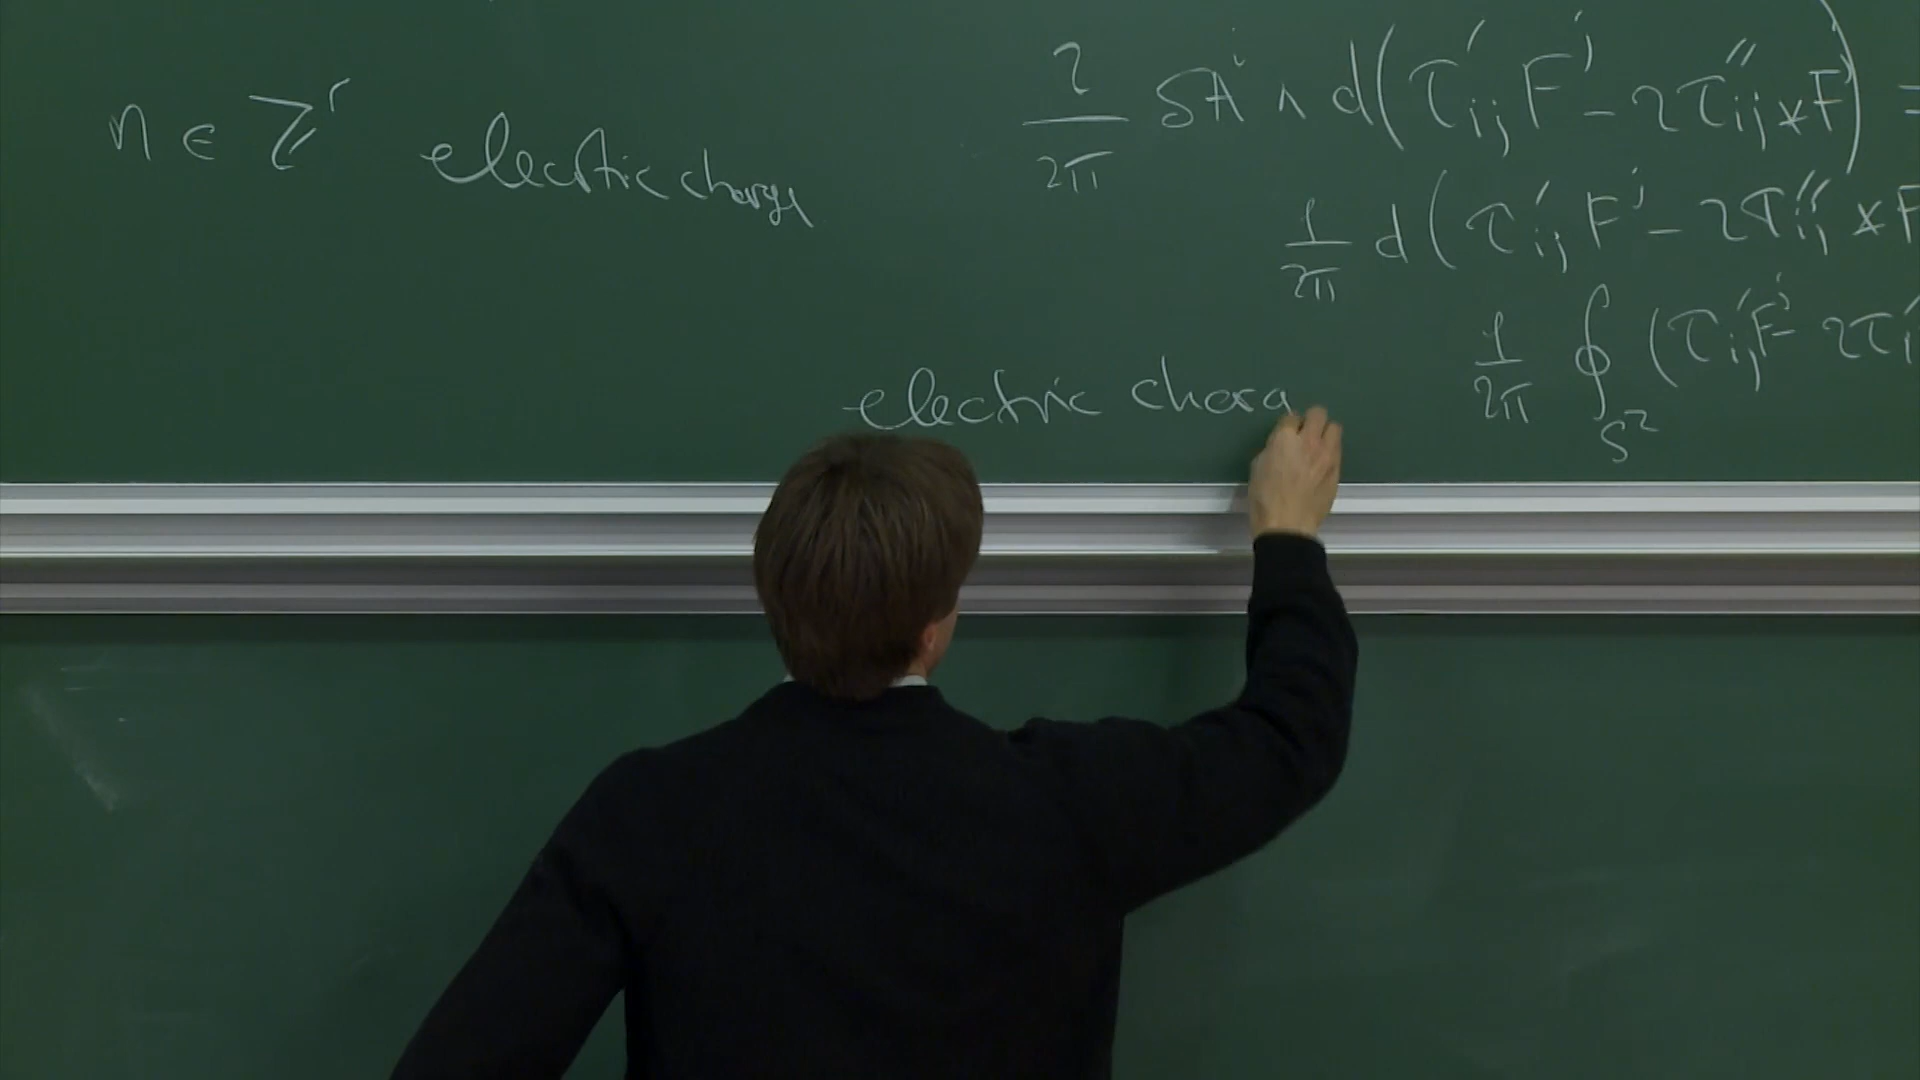 n ∈ ℤ^r electric charge
2/2π δA^i ∧ d(τ'_ij F^j − 2τ''_ij ⋆F^j) =
1/2π d(τ'_ij F^j − 2τ''_ij ⋆F
1/2π ∮_S² (τ'_ij F^j − 2τ'_i
electric charg